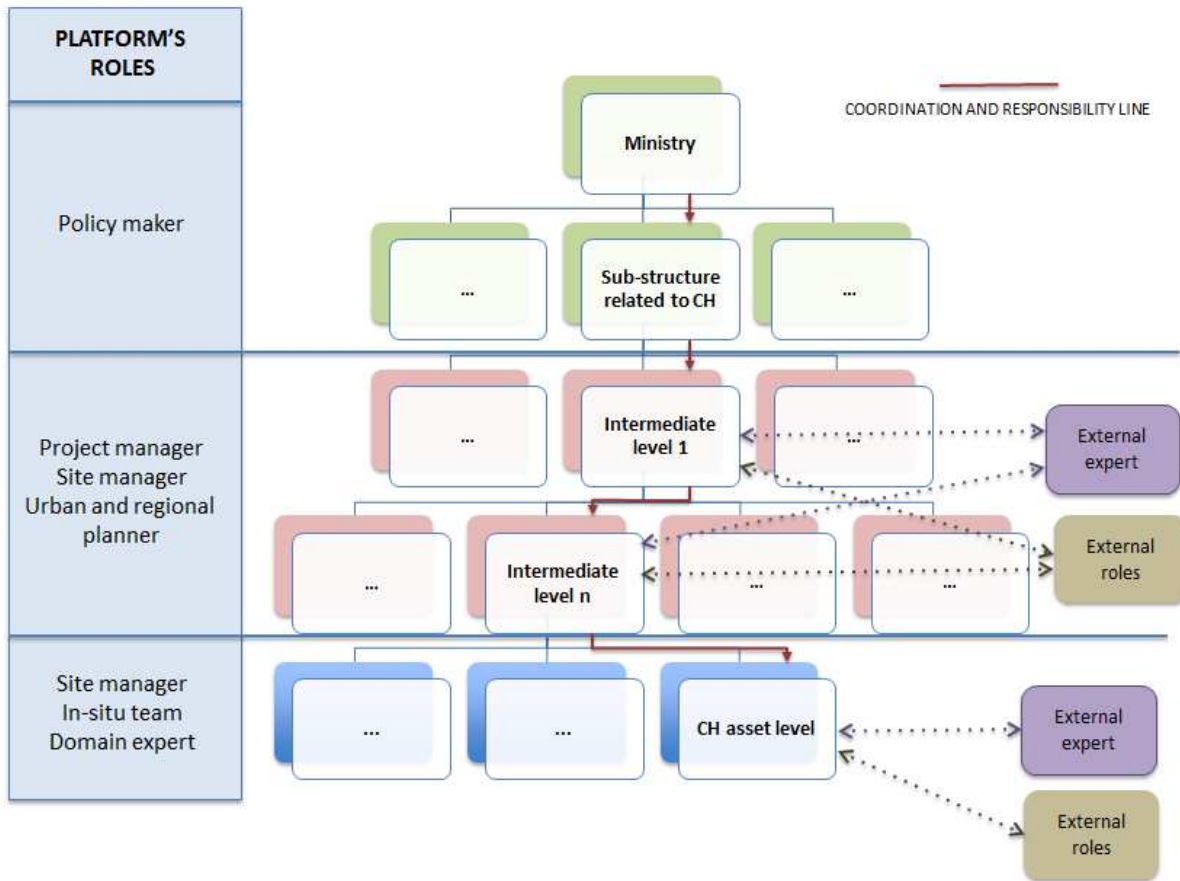 PLATFORM'S
ROLES
COORDINATION AND RESPONSIBILITY LINE
Ministry
Policy maker
...
Sub-structure
related to CH
...
Project manager
Site manager
Urban and regional
planner
...
Intermediate
level 1
...
External
expert
...
Intermediate
level n
...
...
External
roles
Site manager
In-situ team
Domain expert
...
...
CH asset level
External
expert
External
roles